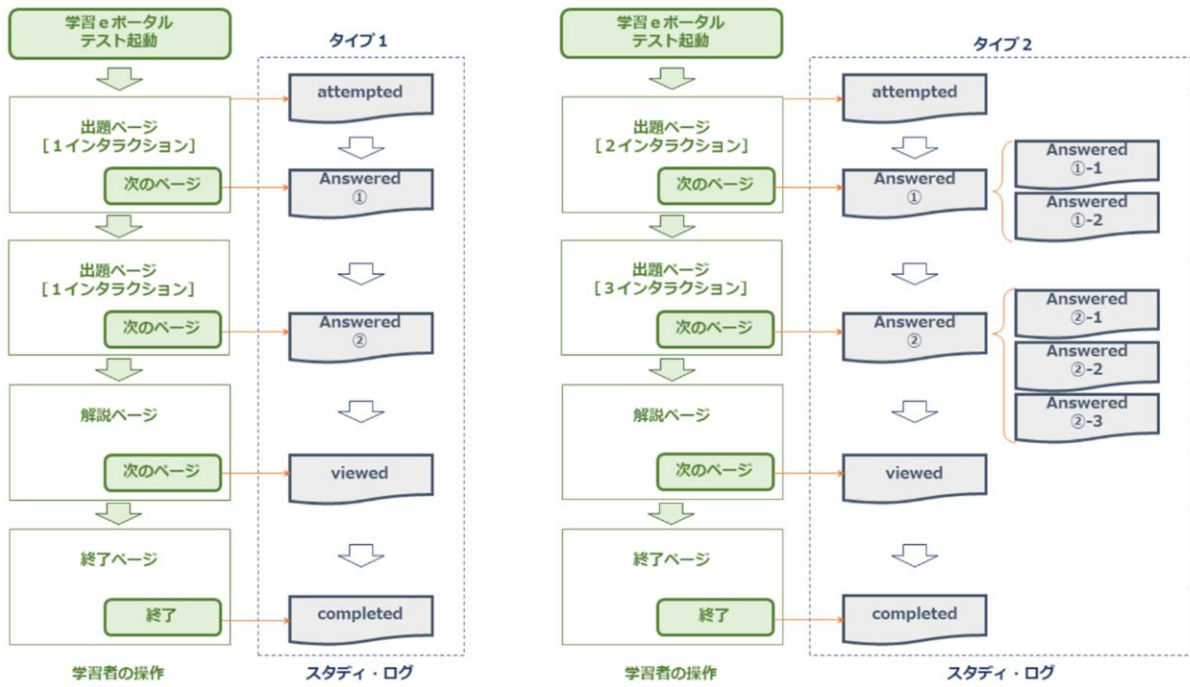 学習eポータル
テスト起動
タイプ1
attempted
出題ページ
[1インタラクション]
次のページ
Answered
①
出題ページ
[1インタラクション]
次のページ
Answered
②
解説ページ
次のページ
viewed
終了ページ
終了
completed
学習者の操作
スタディ・ログ
学習eポータル
テスト起動
タイプ2
attempted
出題ページ
[2インタラクション]
次のページ
Answered
①
Answered
①-1
Answered
①-2
出題ページ
[3インタラクション]
次のページ
Answered
②
Answered
②-1
Answered
②-2
Answered
②-3
解説ページ
次のページ
viewed
終了ページ
終了
completed
学習者の操作
スタディ・ログ